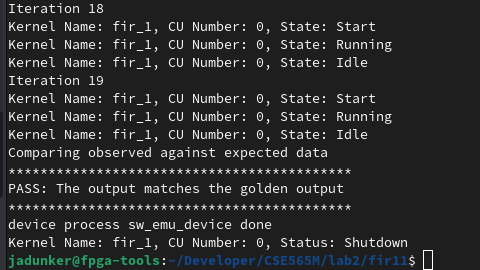 Iteration 18
Kernel Name: fir_1, CU Number: 0, State: Start
Kernel Name: fir_1, CU Number: 0, State: Running
Kernel Name: fir_1, CU Number: 0, State: Idle
Iteration 19
Kernel Name: fir_1, CU Number: 0, State: Start
Kernel Name: fir_1, CU Number: 0, State: Running
Kernel Name: fir_1, CU Number: 0, State: Idle
Comparing observed against expected data
*******************************************
PASS: The output matches the golden output
*******************************************
device process sw_emu_device done
Kernel Name: fir_1, CU Number: 0, Status: Shutdown
jadunker@fpga-tools:~/Developer/CSE565M/lab2/fir11$